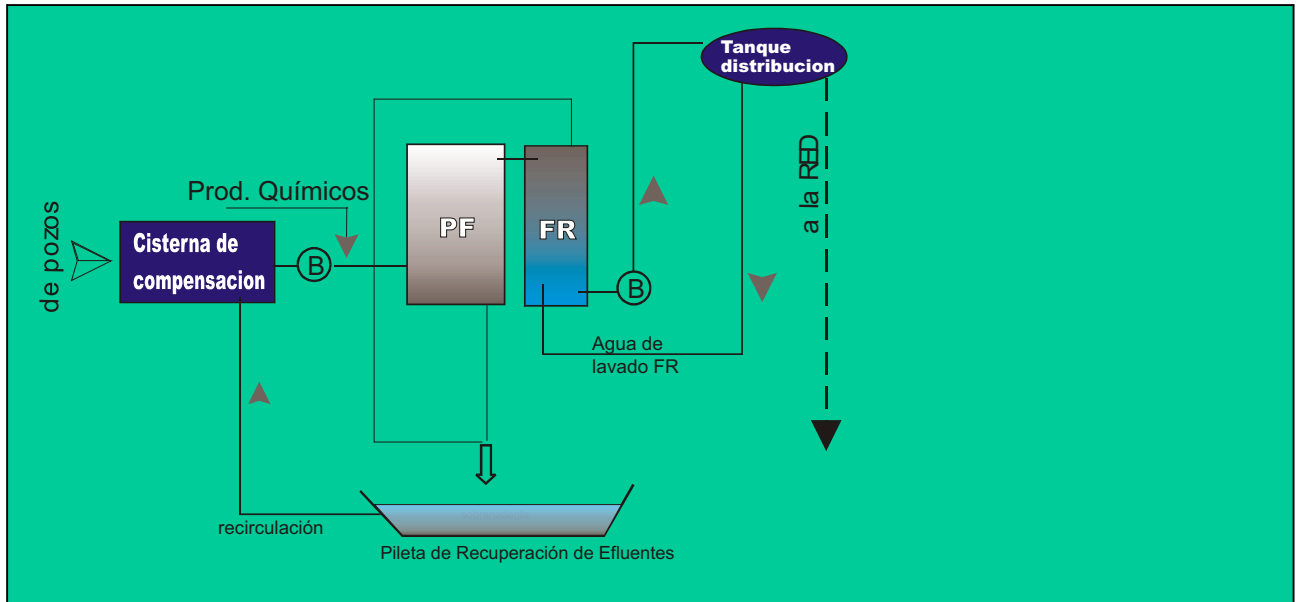 Tanque
distribucion
a la RED
Prod. Químicos
de pozos
Cisterna de
compensacion
B
PF
FR
B
Agua de
lavado FR
recirculación
Pileta de Recuperación de Efluentes